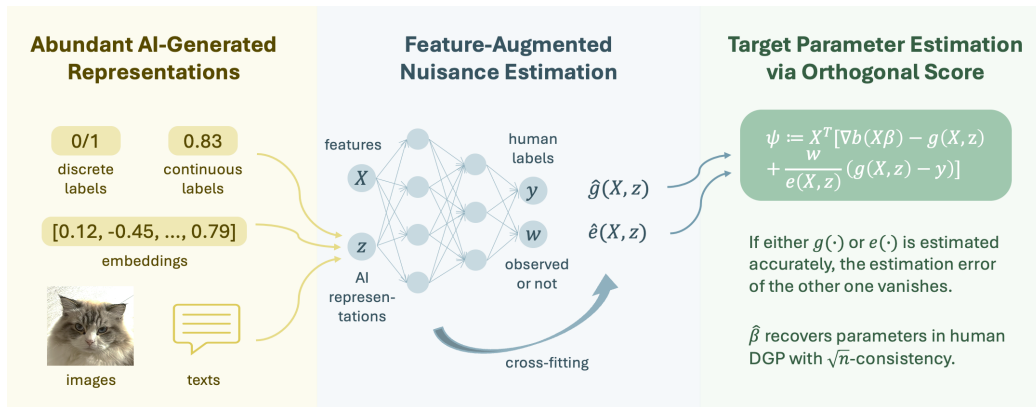 Abundant AI-Generated
Representations
0/1
discrete
labels
0.83
continuous
labels
[0.12, -0.45, ..., 0.79]
embeddings
images
texts
Feature-Augmented
Nuisance Estimation
features
X
z
AI
represen-
tations
human
labels
y
w
observed
or not
ĝ(X, z)
ê(X, z)
cross-fitting
Target Parameter Estimation
via Orthogonal Score
ψ ≔ Xᵀ[∇b(Xβ) − g(X, z)
+ w/e(X, z) (g(X, z) − y)]
If either g(·) or e(·) is estimated
accurately, the estimation error
of the other one vanishes.
β̂ recovers parameters in human
DGP with √n-consistency.